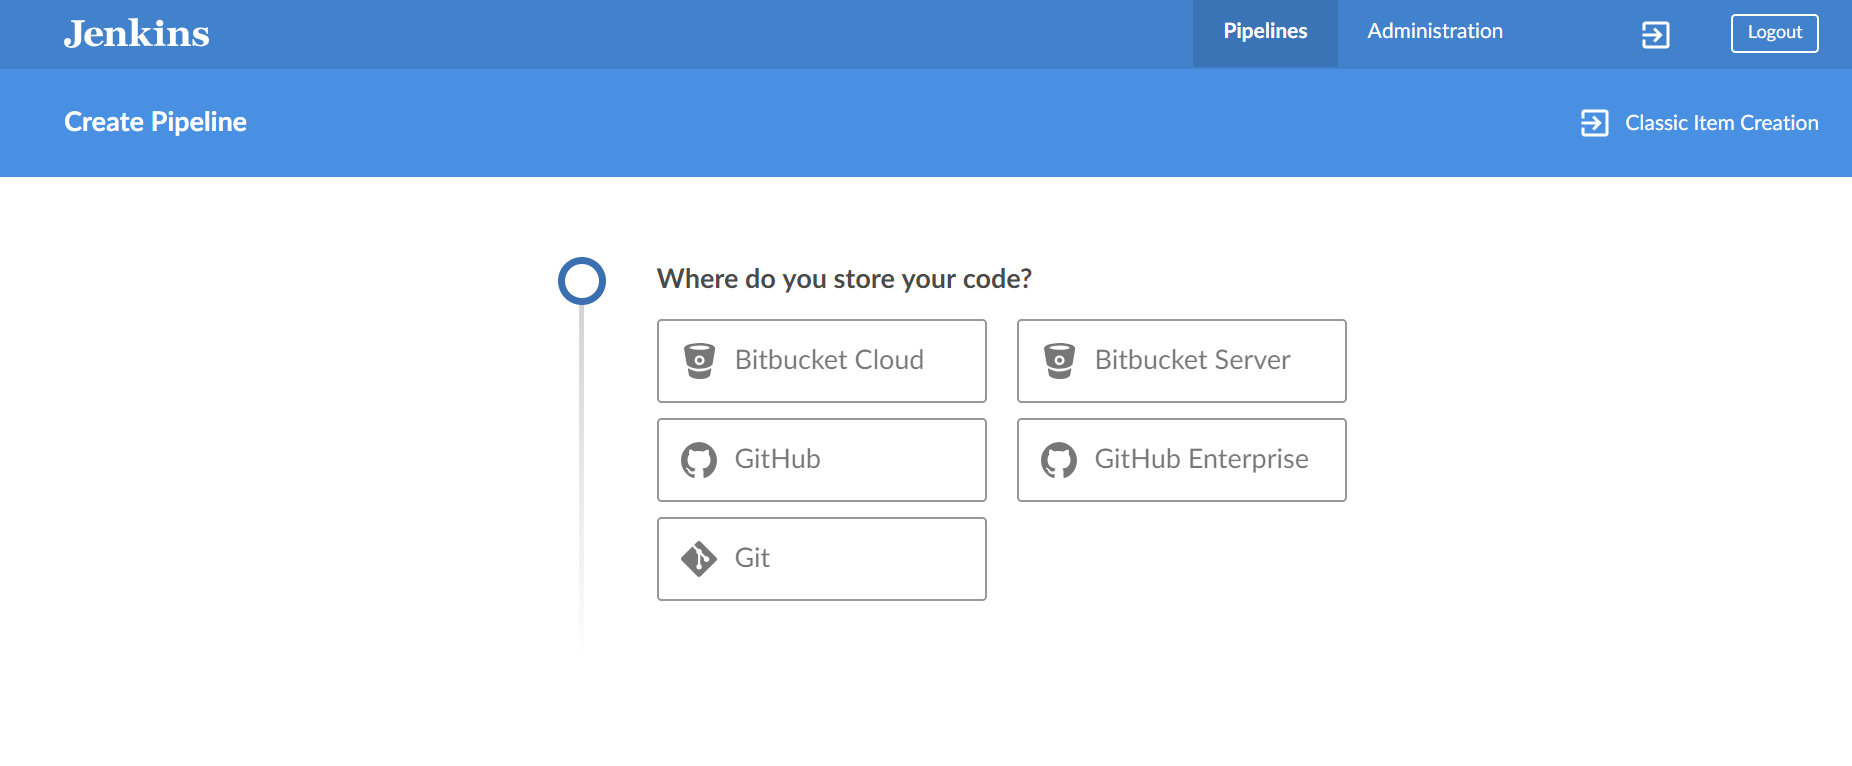 Jenkins
Pipelines
Administration
Logout
Create Pipeline
Classic Item Creation
Where do you store your code?
Bitbucket Cloud
Bitbucket Server
GitHub
GitHub Enterprise
Git